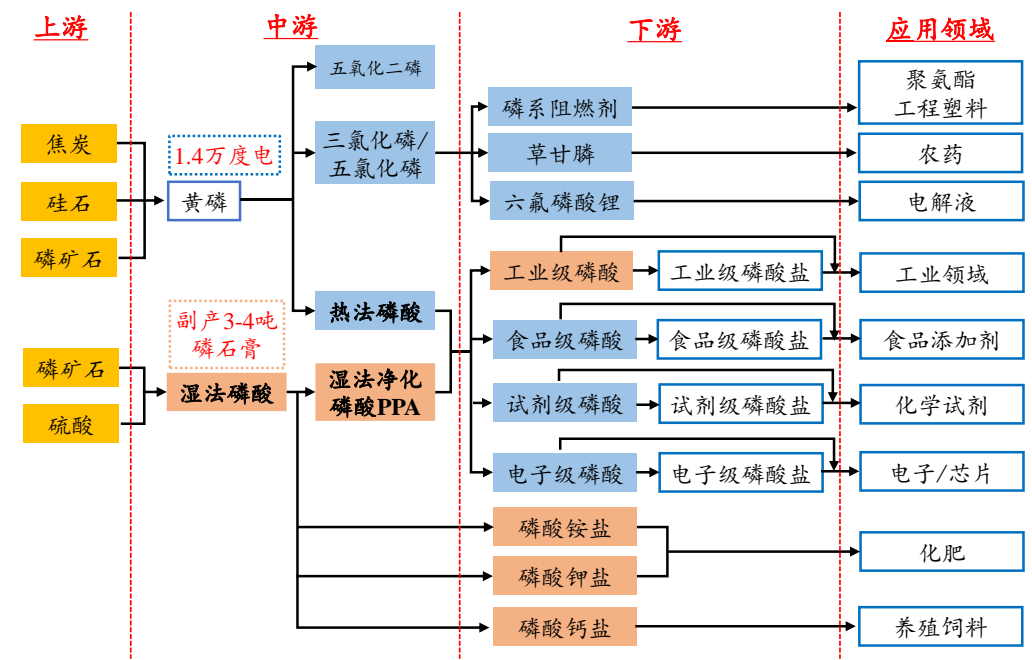 上游
中游
下游
应用领域
五氧化二磷
聚氨酯
工程塑料
磷系阻燃剂
焦炭
1.4万度电
三氯化磷/
五氯化磷
草甘膦
农药
硅石
黄磷
六氟磷酸锂
电解液
磷矿石
工业级磷酸
工业级磷酸盐
工业领域
副产3-4吨
磷石膏
热法磷酸
食品级磷酸
食品级磷酸盐
食品添加剂
磷矿石
湿法磷酸
湿法净化
磷酸PPA
试剂级磷酸
试剂级磷酸盐
化学试剂
硫酸
电子级磷酸
电子级磷酸盐
电子/芯片
磷酸铵盐
化肥
磷酸钾盐
磷酸钙盐
养殖饲料